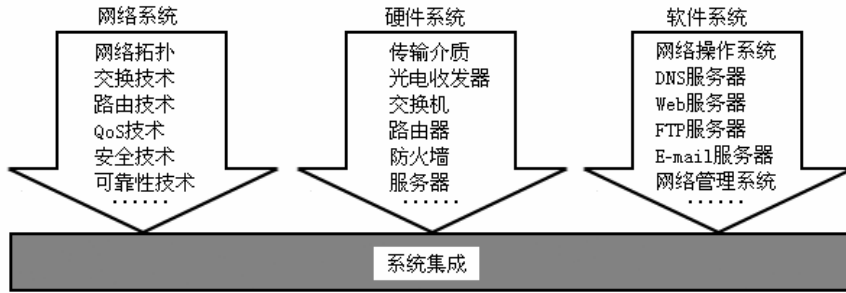 网络系统
网络拓扑
交换技术
路由技术
QoS技术
安全技术
可靠性技术
······
硬件系统
传输介质
光电收发器
交换机
路由器
防火墙
服务器
······
软件系统
网络操作系统
DNS服务器
Web服务器
FTP服务器
E-mail服务器
网络管理系统
······
系统集成